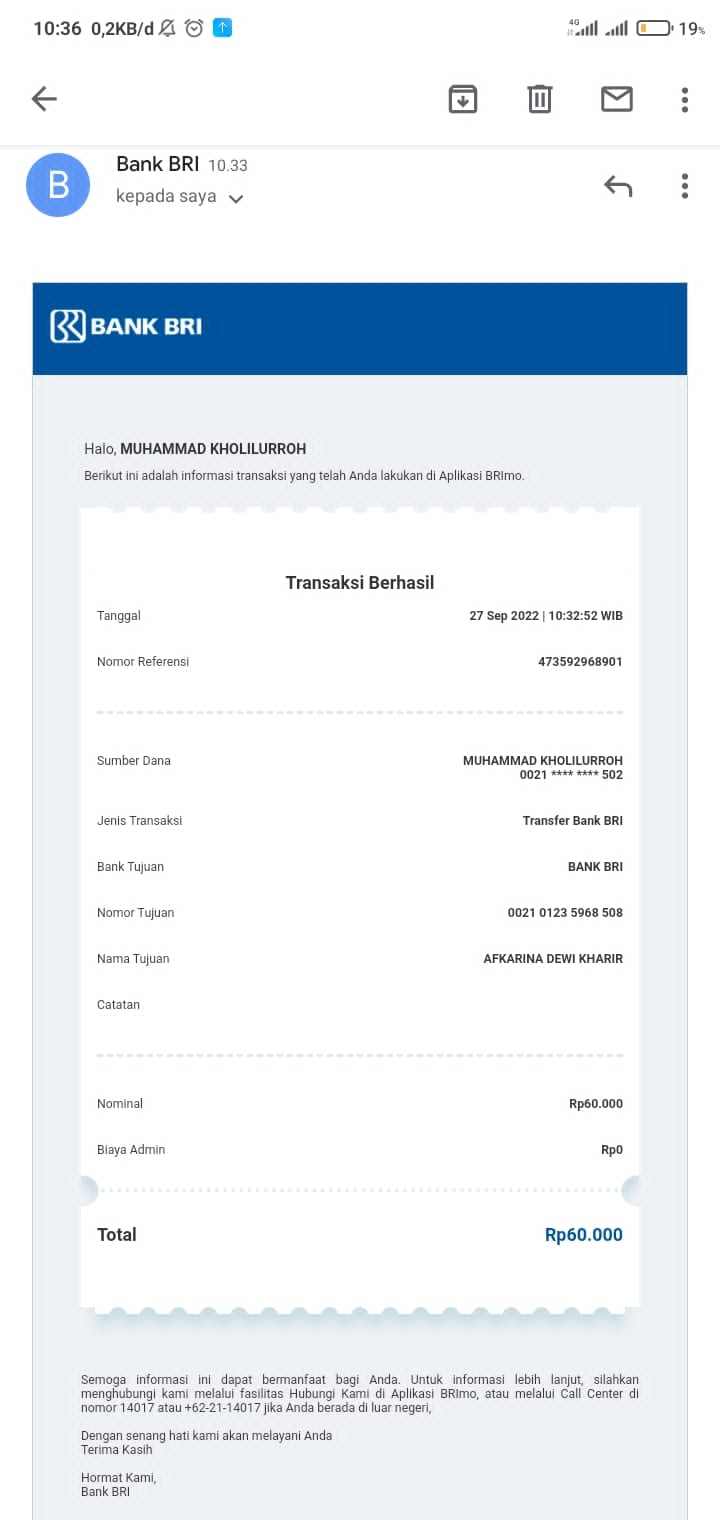 10:36 0,2KB/d 4G 19%
B
Bank BRI 10.33
kepada saya
BANK BRI
Halo, MUHAMMAD KHOLILURROH
Berikut ini adalah informasi transaksi yang telah Anda lakukan di Aplikasi BRImo.
Transaksi Berhasil
Tanggal 27 Sep 2022 | 10:32:52 WIB
Nomor Referensi 473592968901
Sumber Dana MUHAMMAD KHOLILURROH
0021 **** **** 502
Jenis Transaksi Transfer Bank BRI
Bank Tujuan BANK BRI
Nomor Tujuan 0021 0123 5968 508
Nama Tujuan AFKARINA DEWI KHARIR
Catatan
Nominal Rp60.000
Biaya Admin Rp0
Total Rp60.000
Semoga informasi ini dapat bermanfaat bagi Anda. Untuk informasi lebih lanjut, silahkan
menghubungi kami melalui fasilitas Hubungi Kami di Aplikasi BRImo, atau melalui Call Center di
nomor 14017 atau +62-21-14017 jika Anda berada di luar negeri,
Dengan senang hati kami akan melayani Anda
Terima Kasih
Hormat Kami,
Bank BRI